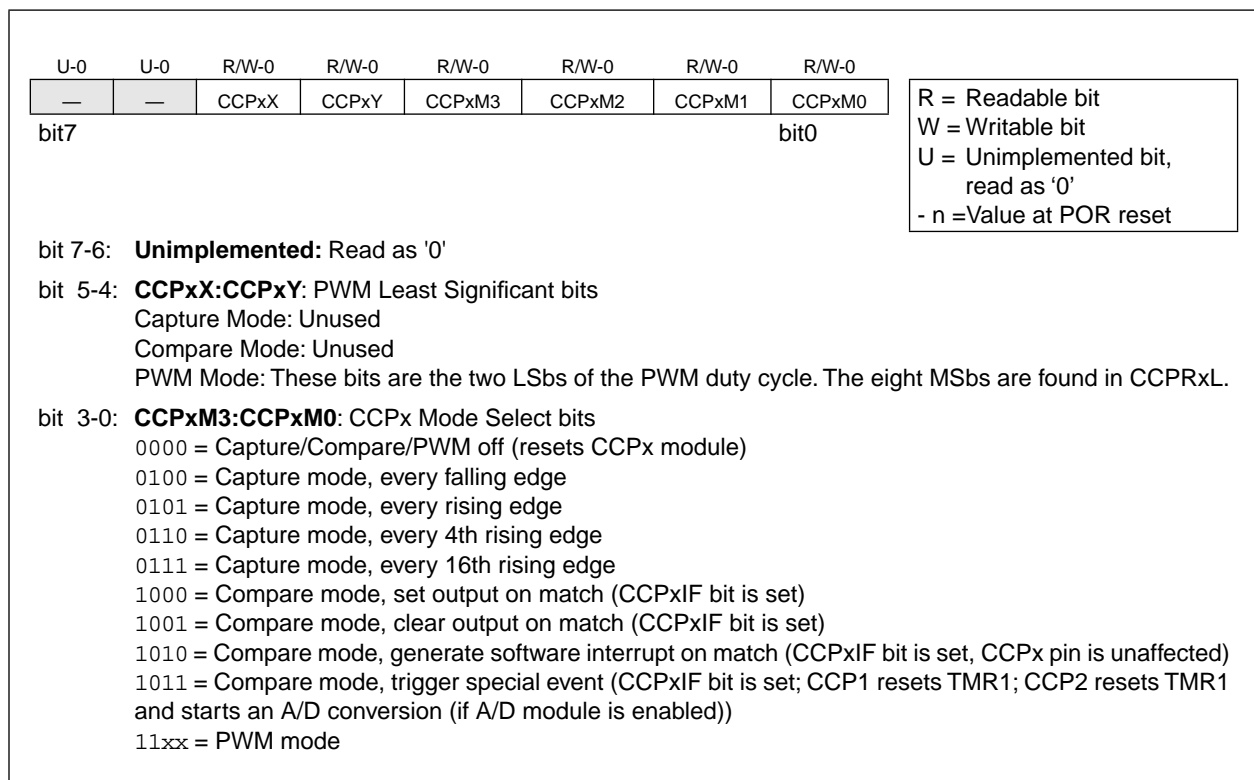 U-0 U-0 R/W-0 R/W-0 R/W-0 R/W-0 R/W-0 R/W-0
— — CCPxX CCPxY CCPxM3 CCPxM2 CCPxM1 CCPxM0
bit7 bit0
R = Readable bit
W = Writable bit
U = Unimplemented bit,
read as ‘0’
- n =Value at POR reset
bit 7-6: Unimplemented: Read as '0'
bit 5-4: CCPxX:CCPxY: PWM Least Significant bits
Capture Mode: Unused
Compare Mode: Unused
PWM Mode: These bits are the two LSbs of the PWM duty cycle. The eight MSbs are found in CCPRxL.
bit 3-0: CCPxM3:CCPxM0: CCPx Mode Select bits
0000 = Capture/Compare/PWM off (resets CCPx module)
0100 = Capture mode, every falling edge
0101 = Capture mode, every rising edge
0110 = Capture mode, every 4th rising edge
0111 = Capture mode, every 16th rising edge
1000 = Compare mode, set output on match (CCPxIF bit is set)
1001 = Compare mode, clear output on match (CCPxIF bit is set)
1010 = Compare mode, generate software interrupt on match (CCPxIF bit is set, CCPx pin is unaffected)
1011 = Compare mode, trigger special event (CCPxIF bit is set; CCP1 resets TMR1; CCP2 resets TMR1
and starts an A/D conversion (if A/D module is enabled))
11xx = PWM mode